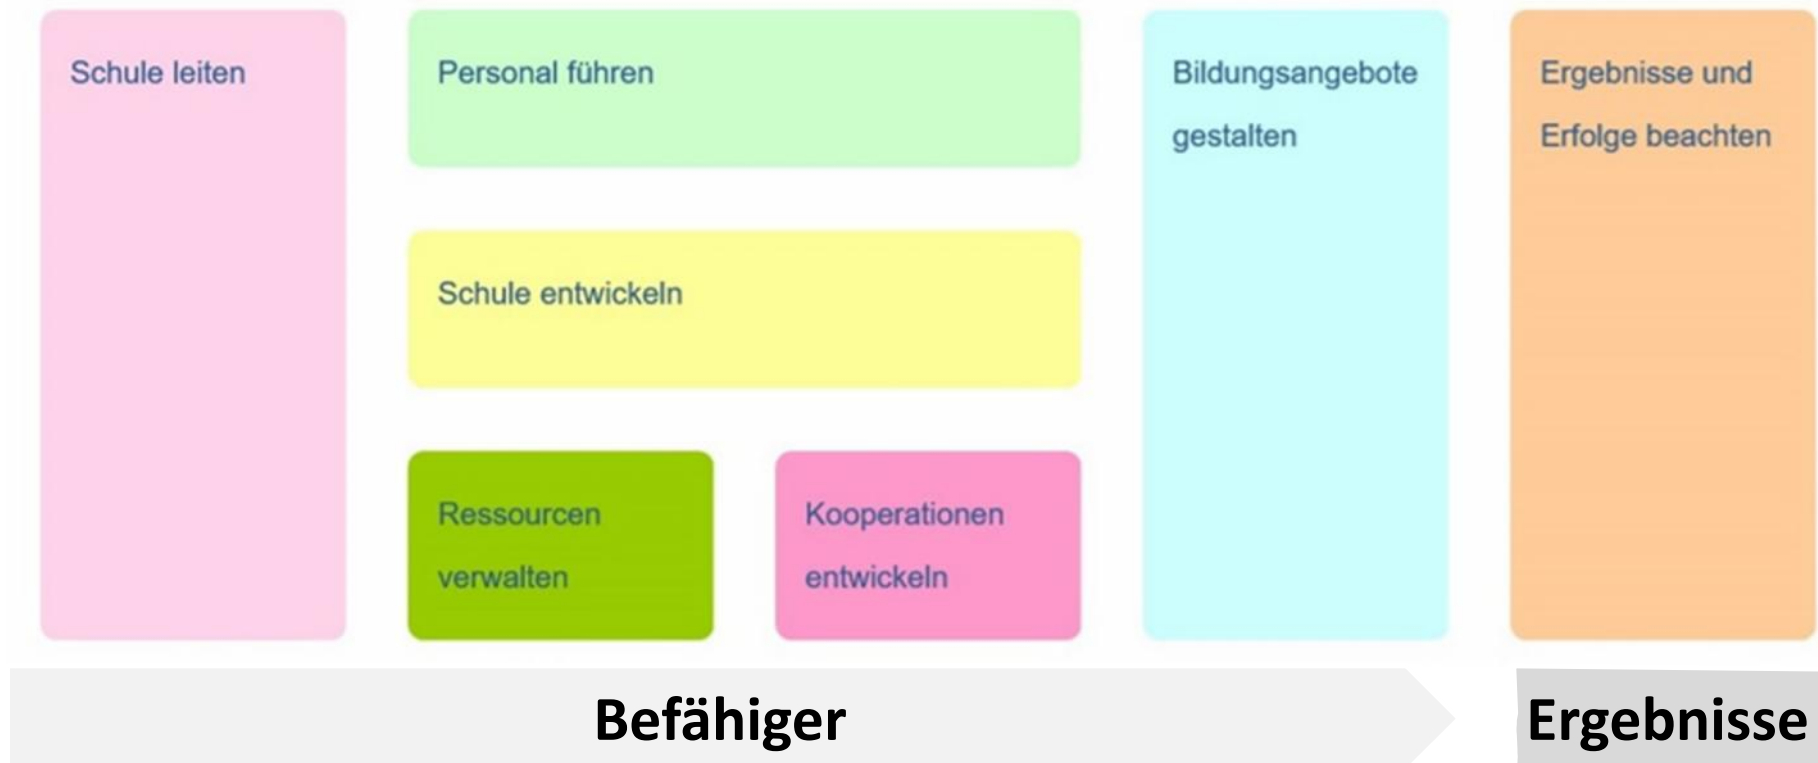 Schule leiten
Personal führen
Schule entwickeln
Ressourcen
verwalten
Kooperationen
entwickeln
Bildungsangebote
gestalten
Ergebnisse und
Erfolge beachten
Befähiger
Ergebnisse